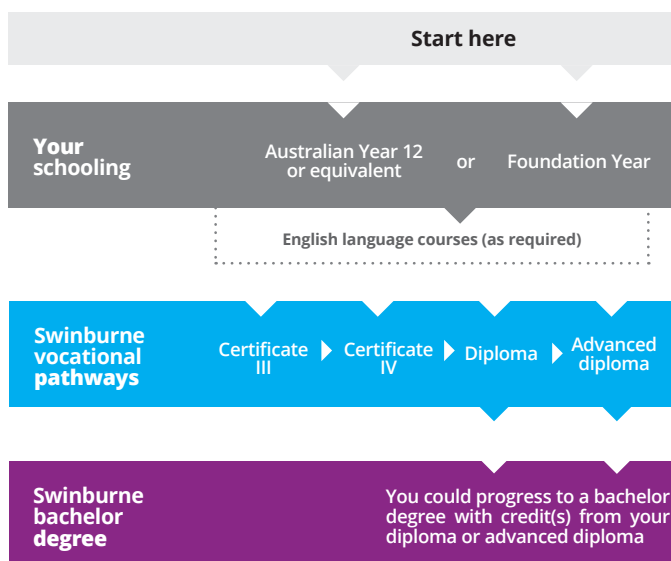 Start here
Your
schooling
Australian Year 12
or equivalent
or
Foundation Year
English language courses (as required)
Swinburne
vocational
pathways
Certificate
III
Certificate
IV
Diploma
Advanced
diploma
Swinburne
bachelor
degree
You could progress to a bachelor
degree with credit(s) from your
diploma or advanced diploma